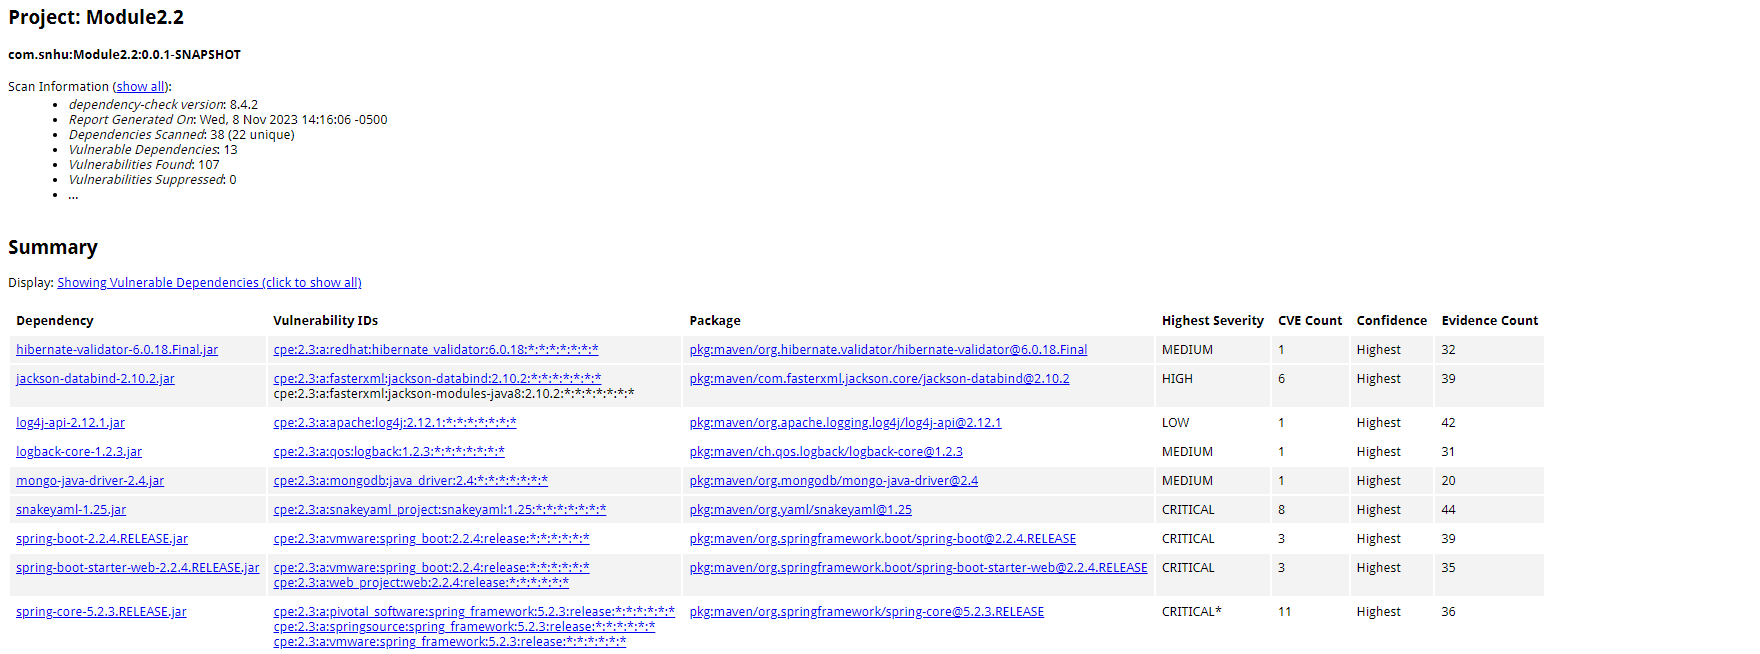 Project: Module2.2
com.snhu:Module2.2:0.0.1-SNAPSHOT
Scan Information (show all):
• dependency-check version: 8.4.2
• Report Generated On: Wed, 8 Nov 2023 14:16:06 -0500
• Dependencies Scanned: 38 (22 unique)
• Vulnerable Dependencies: 13
• Vulnerabilities Found: 107
• Vulnerabilities Suppressed: 0
• ...
Summary
Display: Showing Vulnerable Dependencies (click to show all)
Dependency Vulnerability IDs Package Highest Severity CVE Count Confidence Evidence Count
hibernate-validator-6.0.18.Final.jar cpe:2.3:a:redhat:hibernate_validator:6.0.18:*:*:*:*:*:*:* pkg:maven/org.hibernate.validator/hibernate-validator@6.0.18.Final MEDIUM 1 Highest 32
jackson-databind-2.10.2.jar cpe:2.3:a:fasterxml:jackson-databind:2.10.2:*:*:*:*:*:*:* pkg:maven/com.fasterxml.jackson.core/jackson-databind@2.10.2 HIGH 6 Highest 39
cpe:2.3:a:fasterxml:jackson-modules-java8:2.10.2:*:*:*:*:*:*:*
log4j-api-2.12.1.jar cpe:2.3:a:apache:log4j:2.12.1:*:*:*:*:*:*:* pkg:maven/org.apache.logging.log4j/log4j-api@2.12.1 LOW 1 Highest 42
logback-core-1.2.3.jar cpe:2.3:a:qos:logback:1.2.3:*:*:*:*:*:*:* pkg:maven/ch.qos.logback/logback-core@1.2.3 MEDIUM 1 Highest 31
mongo-java-driver-2.4.jar cpe:2.3:a:mongodb:java_driver:2.4:*:*:*:*:*:*:* pkg:maven/org.mongodb/mongo-java-driver@2.4 MEDIUM 1 Highest 20
snakeyaml-1.25.jar cpe:2.3:a:snakeyaml_project:snakeyaml:1.25:*:*:*:*:*:*:* pkg:maven/org.yaml/snakeyaml@1.25 CRITICAL 8 Highest 44
spring-boot-2.2.4.RELEASE.jar cpe:2.3:a:vmware:spring_boot:2.2.4:release:*:*:*:*:*:* pkg:maven/org.springframework.boot/spring-boot@2.2.4.RELEASE CRITICAL 3 Highest 39
spring-boot-starter-web-2.2.4.RELEASE.jar cpe:2.3:a:vmware:spring_boot:2.2.4:release:*:*:*:*:*:* pkg:maven/org.springframework.boot/spring-boot-starter-web@2.2.4.RELEASE CRITICAL 3 Highest 35
cpe:2.3:a:web_project:web:2.2.4:release:*:*:*:*:*:*
spring-core-5.2.3.RELEASE.jar cpe:2.3:a:pivotal_software:spring_framework:5.2.3:release:*:*:*:*:*:* pkg:maven/org.springframework/spring-core@5.2.3.RELEASE CRITICAL* 11 Highest 36
cpe:2.3:a:springsource:spring_framework:5.2.3:release:*:*:*:*:*:*
cpe:2.3:a:vmware:spring_framework:5.2.3:release:*:*:*:*:*:*